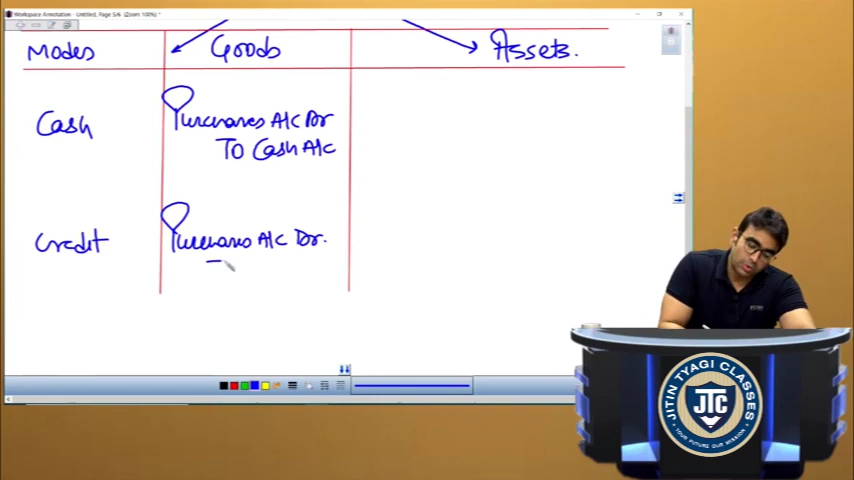 Workspace Annotation - Untitled, Page 5/6 (Zoom 100%) *
Modes Goods Assets.
Cash Purchases A/c Dr
To Cash A/c
Credit Purchases A/c Dr.
JITIN TYAGI CLASSES
JTC
YOUR FUTURE OUR MISSION